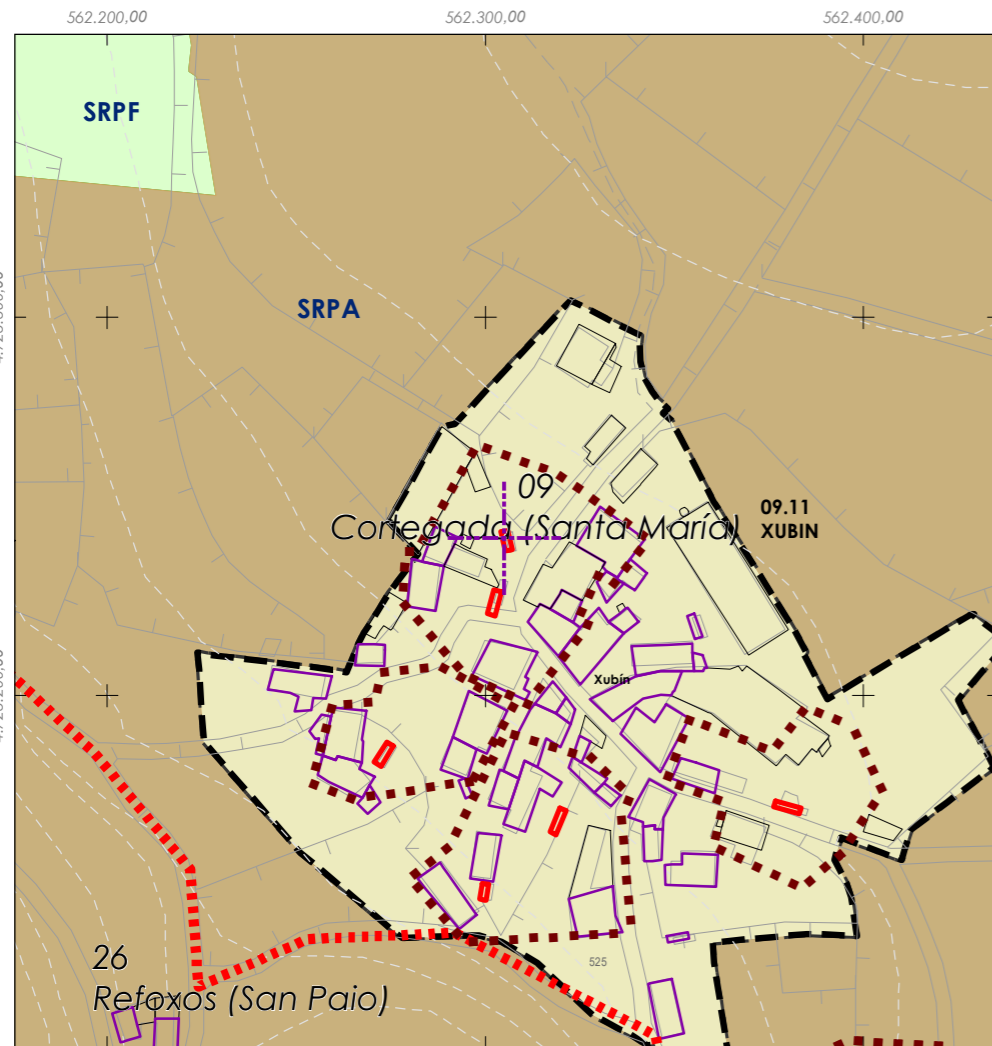 562.200,00
562.300,00
562.400,00
SRPF
SRPA
09
Cortegada (Santa María)
09.11
XUBIN
Xubín
525
26
Refoxos (San Paio)